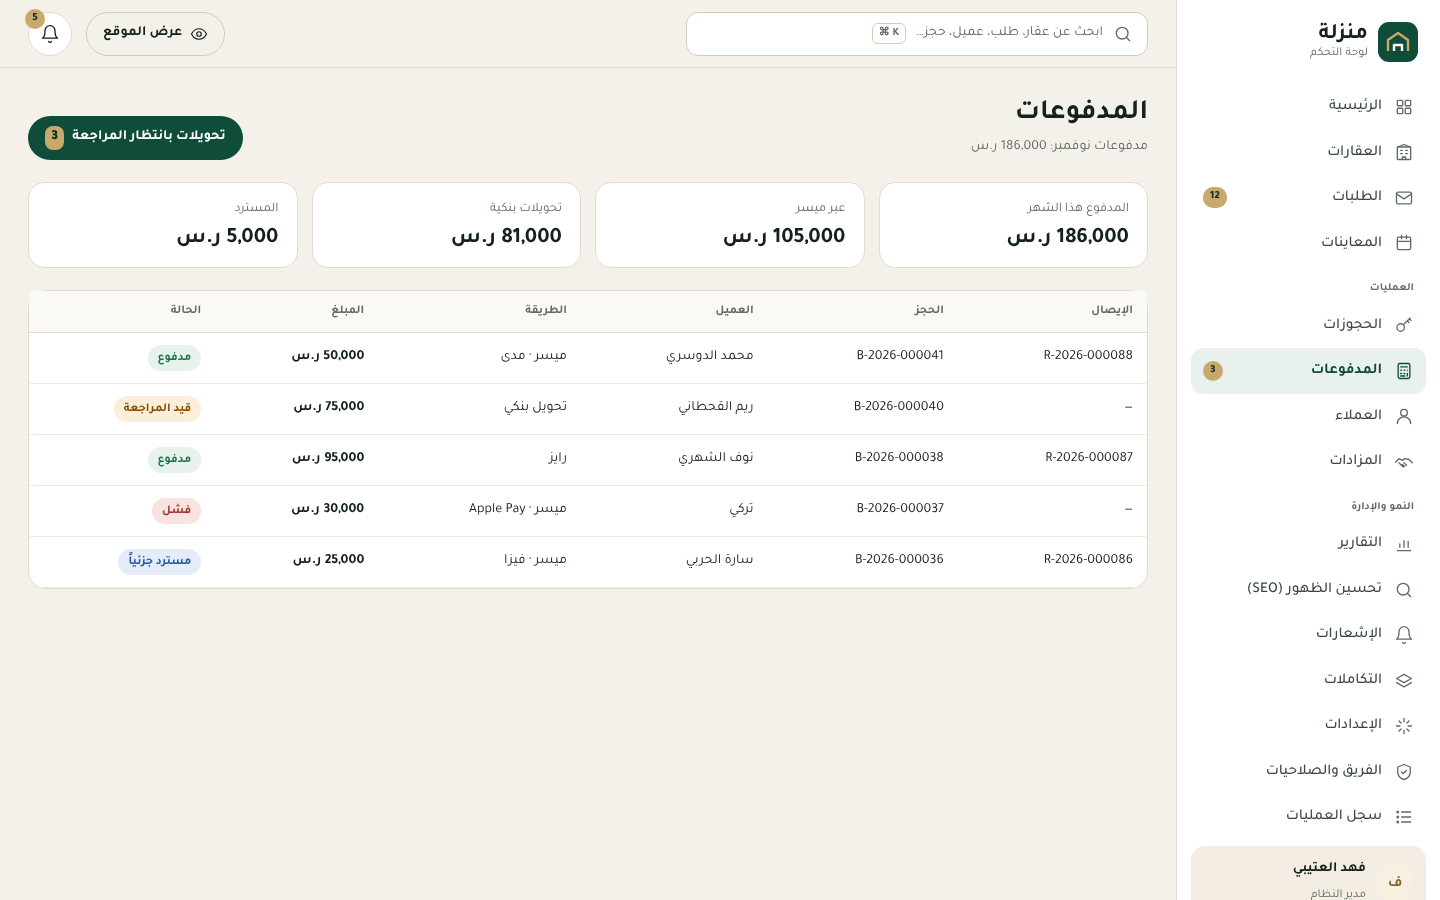 منزلة
لوحة التحكم
الرئيسية
العقارات
الطلبات 12
المعاينات
العمليات
الحجوزات
المدفوعات 3
العملاء
المزادات
النمو والإدارة
التقارير
تحسين الظهور (SEO)
الإشعارات
التكاملات
الإعدادات
الفريق والصلاحيات
سجل العمليات
ف
فهد العتيبي
مدير النظام
ابحث عن عقار، طلب، عميل، حجز... ⌘ K
عرض الموقع
5
المدفوعات
مدفوعات نوفمبر: 186,000 ر.س
تحويلات بانتظار المراجعة 3
المدفوع هذا الشهر
186,000 ر.س
عبر ميسر
105,000 ر.س
تحويلات بنكية
81,000 ر.س
المسترد
5,000 ر.س
الإيصال الحجز العميل الطريقة المبلغ الحالة
R-2026-000088 B-2026-000041 محمد الدوسري ميسر · مدى 50,000 ر.س مدفوع
— B-2026-000040 ريم القحطاني تحويل بنكي 75,000 ر.س قيد المراجعة
R-2026-000087 B-2026-000038 نوف الشهري رايز 95,000 ر.س مدفوع
— B-2026-000037 تركي ميسر · Apple Pay 30,000 ر.س فشل
R-2026-000086 B-2026-000036 سارة الحربي ميسر · فيزا 25,000 ر.س مسترد جزئياً